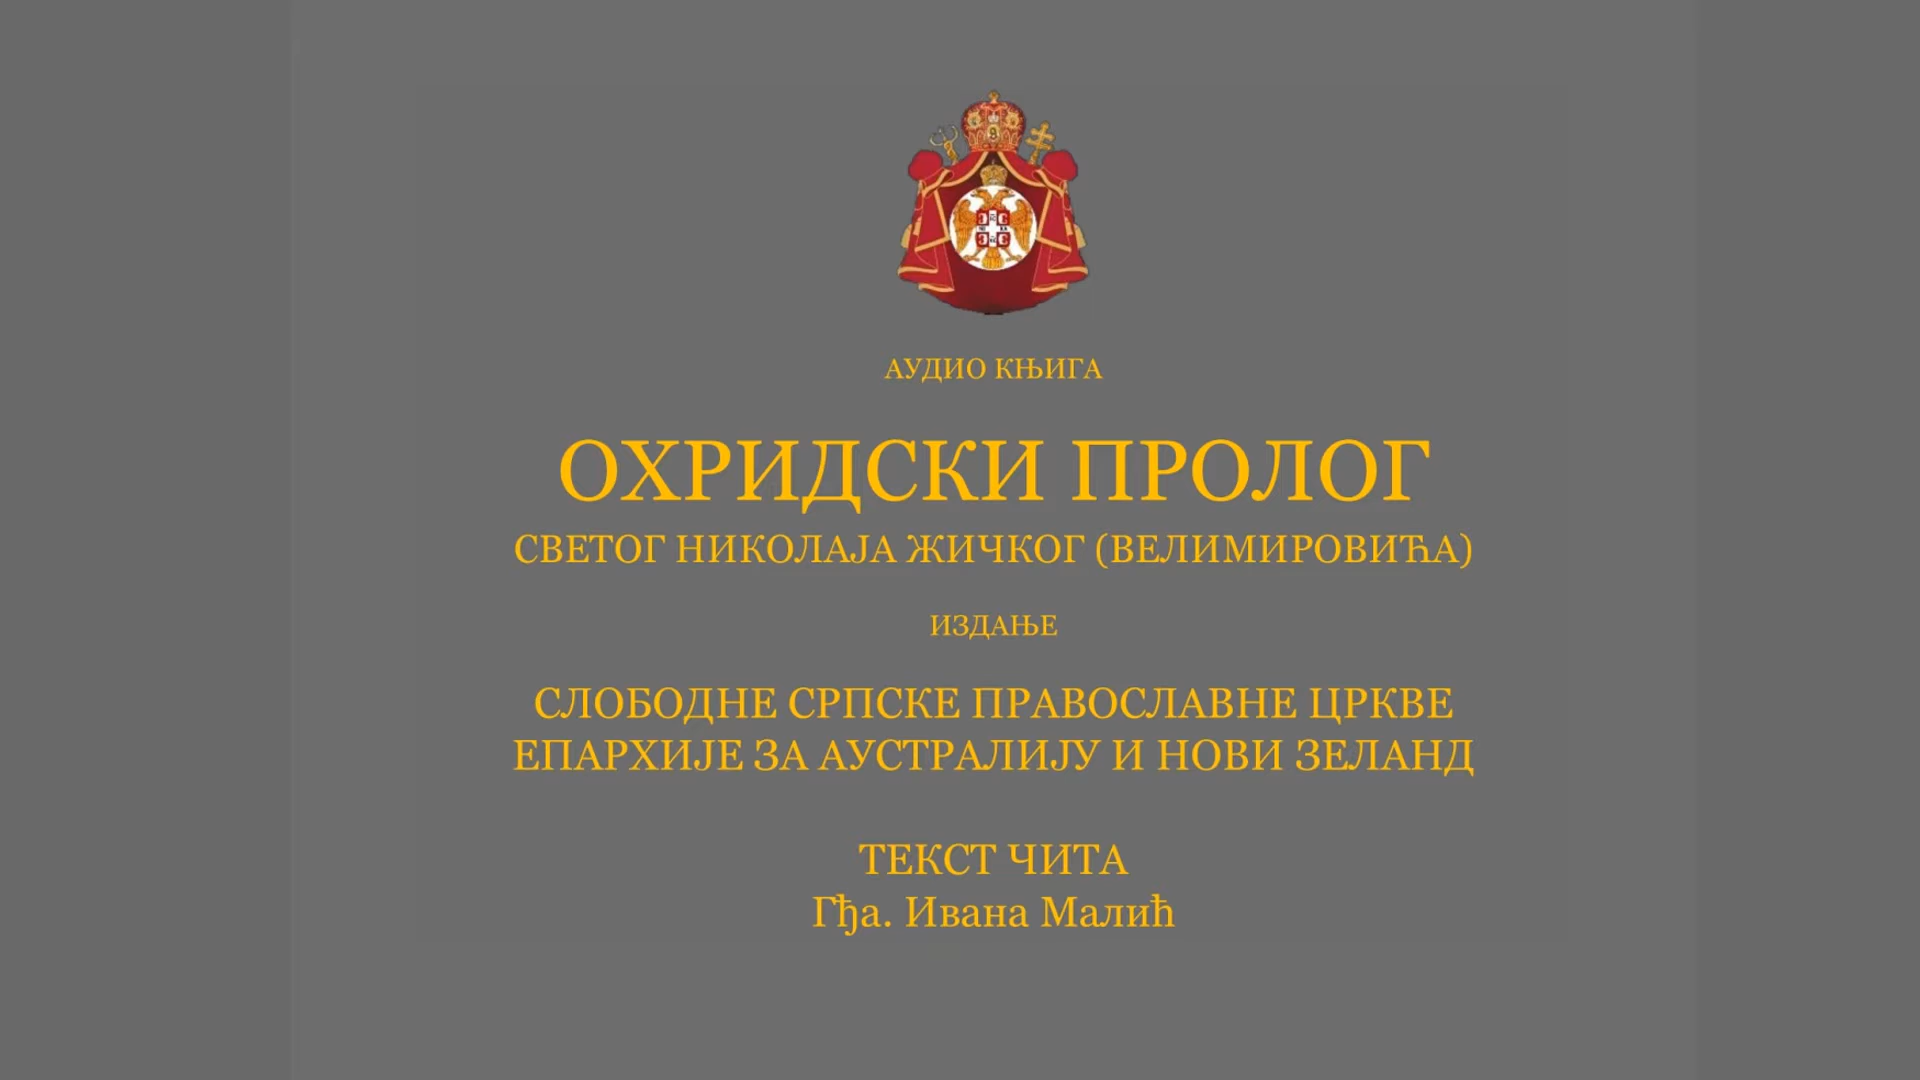 АУДИО КЊИГА
ОХРИДСКИ ПРОЛОГ
СВЕТОГ НИКОЛАЈА ЖИЧКОГ (ВЕЛИМИРОВИЋА)
ИЗДАЊЕ
СЛОБОДНЕ СРПСКЕ ПРАВОСЛАВНЕ ЦРКВЕ
ЕПАРХИЈЕ ЗА АУСТРАЛИЈУ И НОВИ ЗЕЛАНД
ТЕКСТ ЧИТА
Гђа. Ивана Малић